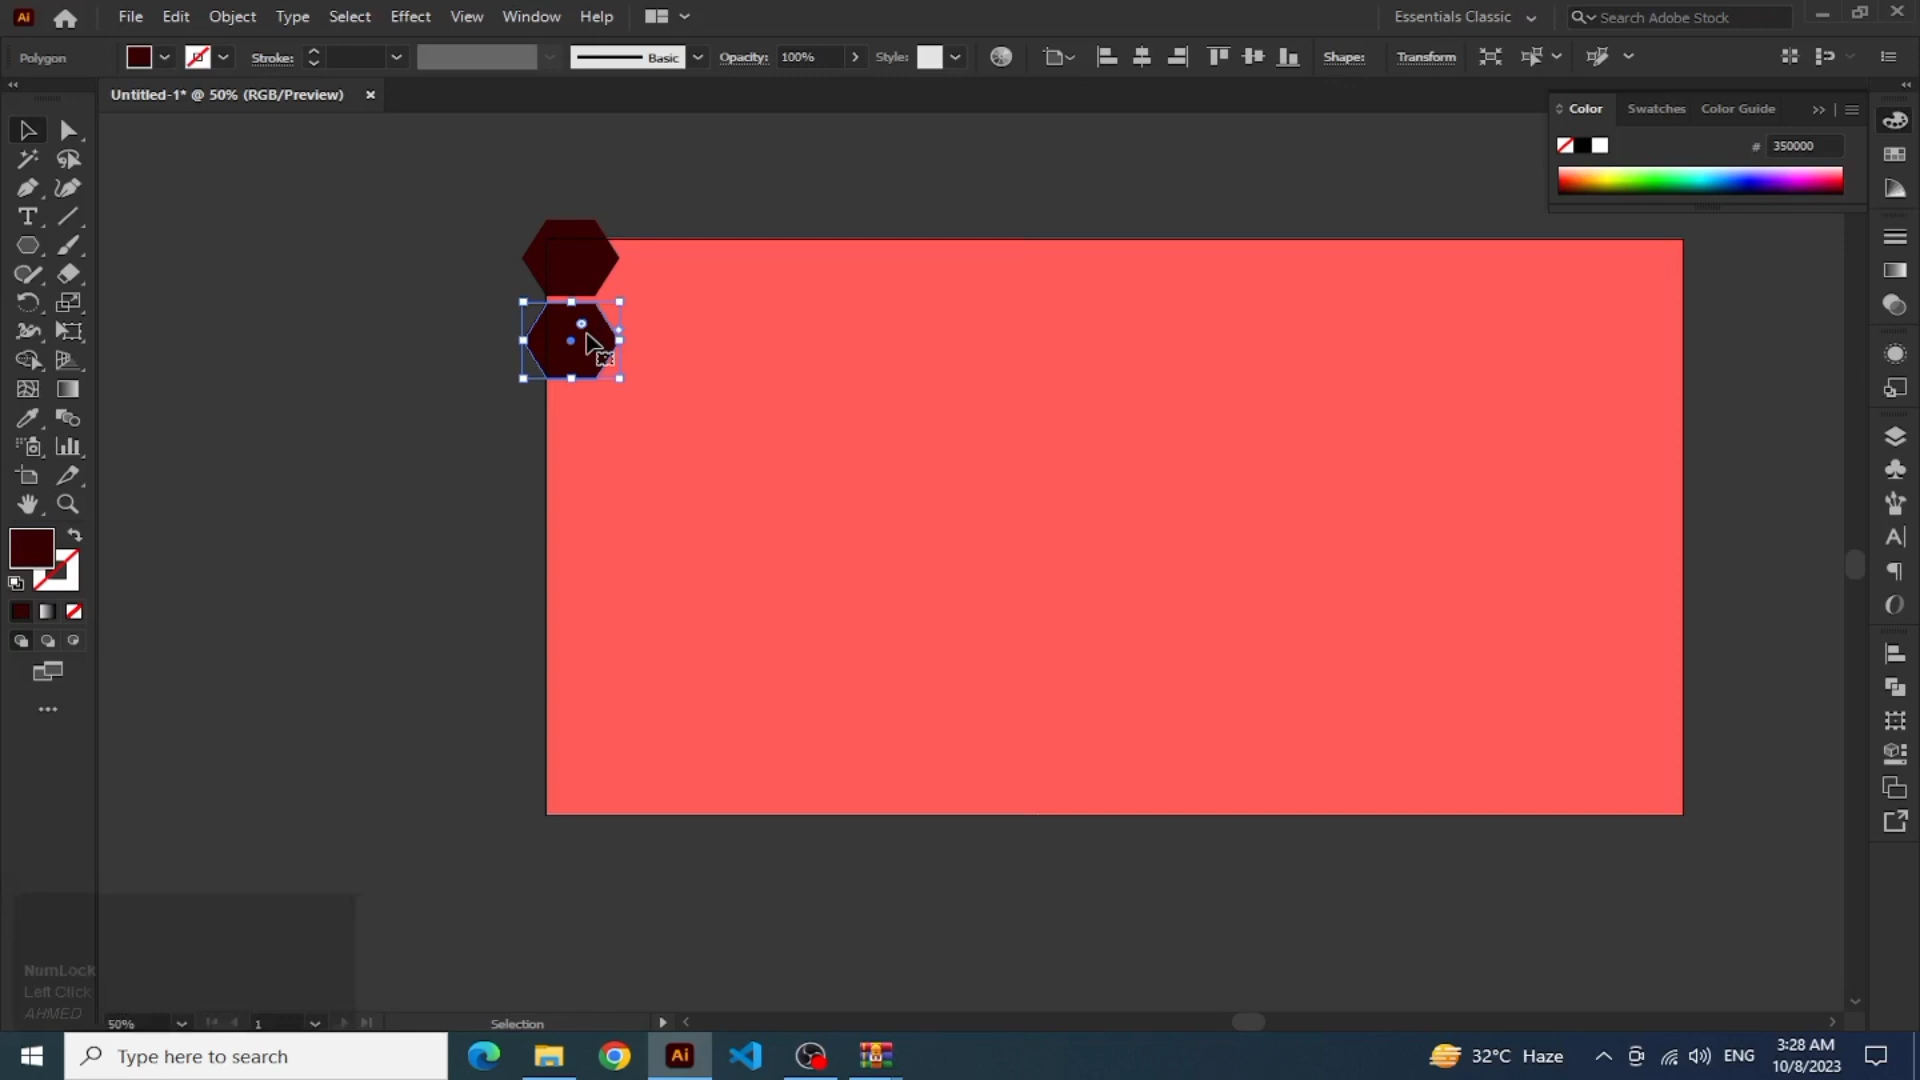 Ai File Edit Object Type Select Effect View Window Help Essentials Classic Search Adobe Stock
Polygon Stroke: Basic Opacity: 100% Style: Shape: Transform
Untitled-1* @ 50% (RGB/Preview)
Color Swatches Color Guide
# 350000
NumLock
Left Click
AHMED
50% 1 Selection
Type here to search Ai 32°C Haze ENG 3:28 AM
10/8/2023